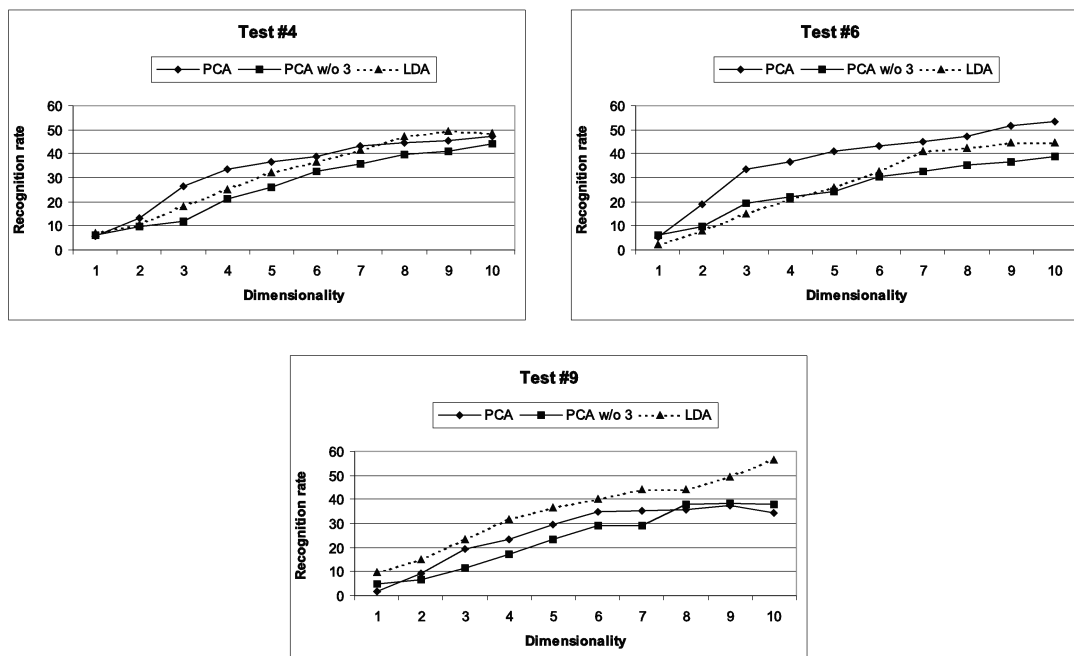 Test #4
PCA PCA w/o 3 LDA
Recognition rate
60
50
40
30
20
10
0
1 2 3 4 5 6 7 8 9 10
Dimensionality
Test #6
PCA PCA w/o 3 LDA
Recognition rate
60
50
40
30
20
10
0
1 2 3 4 5 6 7 8 9 10
Dimensionality
Test #9
PCA PCA w/o 3 LDA
Recognition rate
60
50
40
30
20
10
0
1 2 3 4 5 6 7 8 9 10
Dimensionality